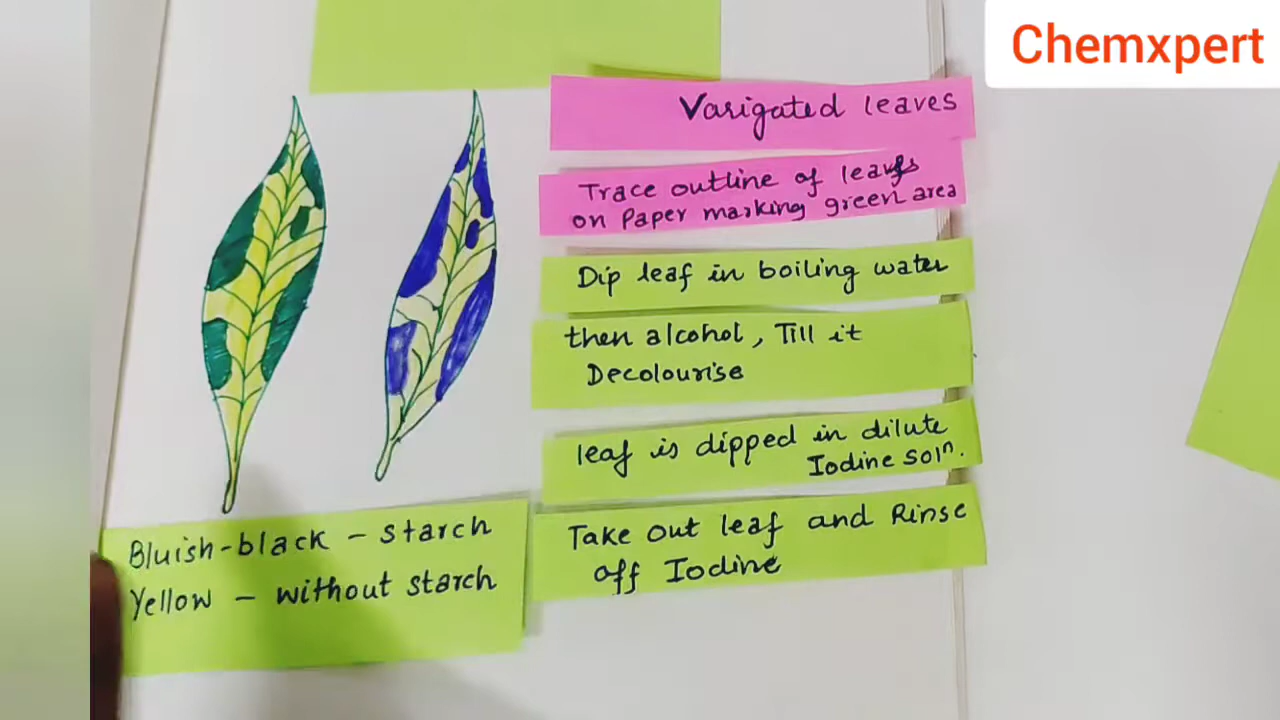 Chemxpert
Varigated leaves
Trace outline of leaves
on Paper marking green area
Dip leaf in boiling water
then alcohol, Till it
Decolourise
leaf is dipped in dilute
Iodine solⁿ.
Take out leaf and Rinse
off Iodine
Bluish-black - starch
Yellow - without starch